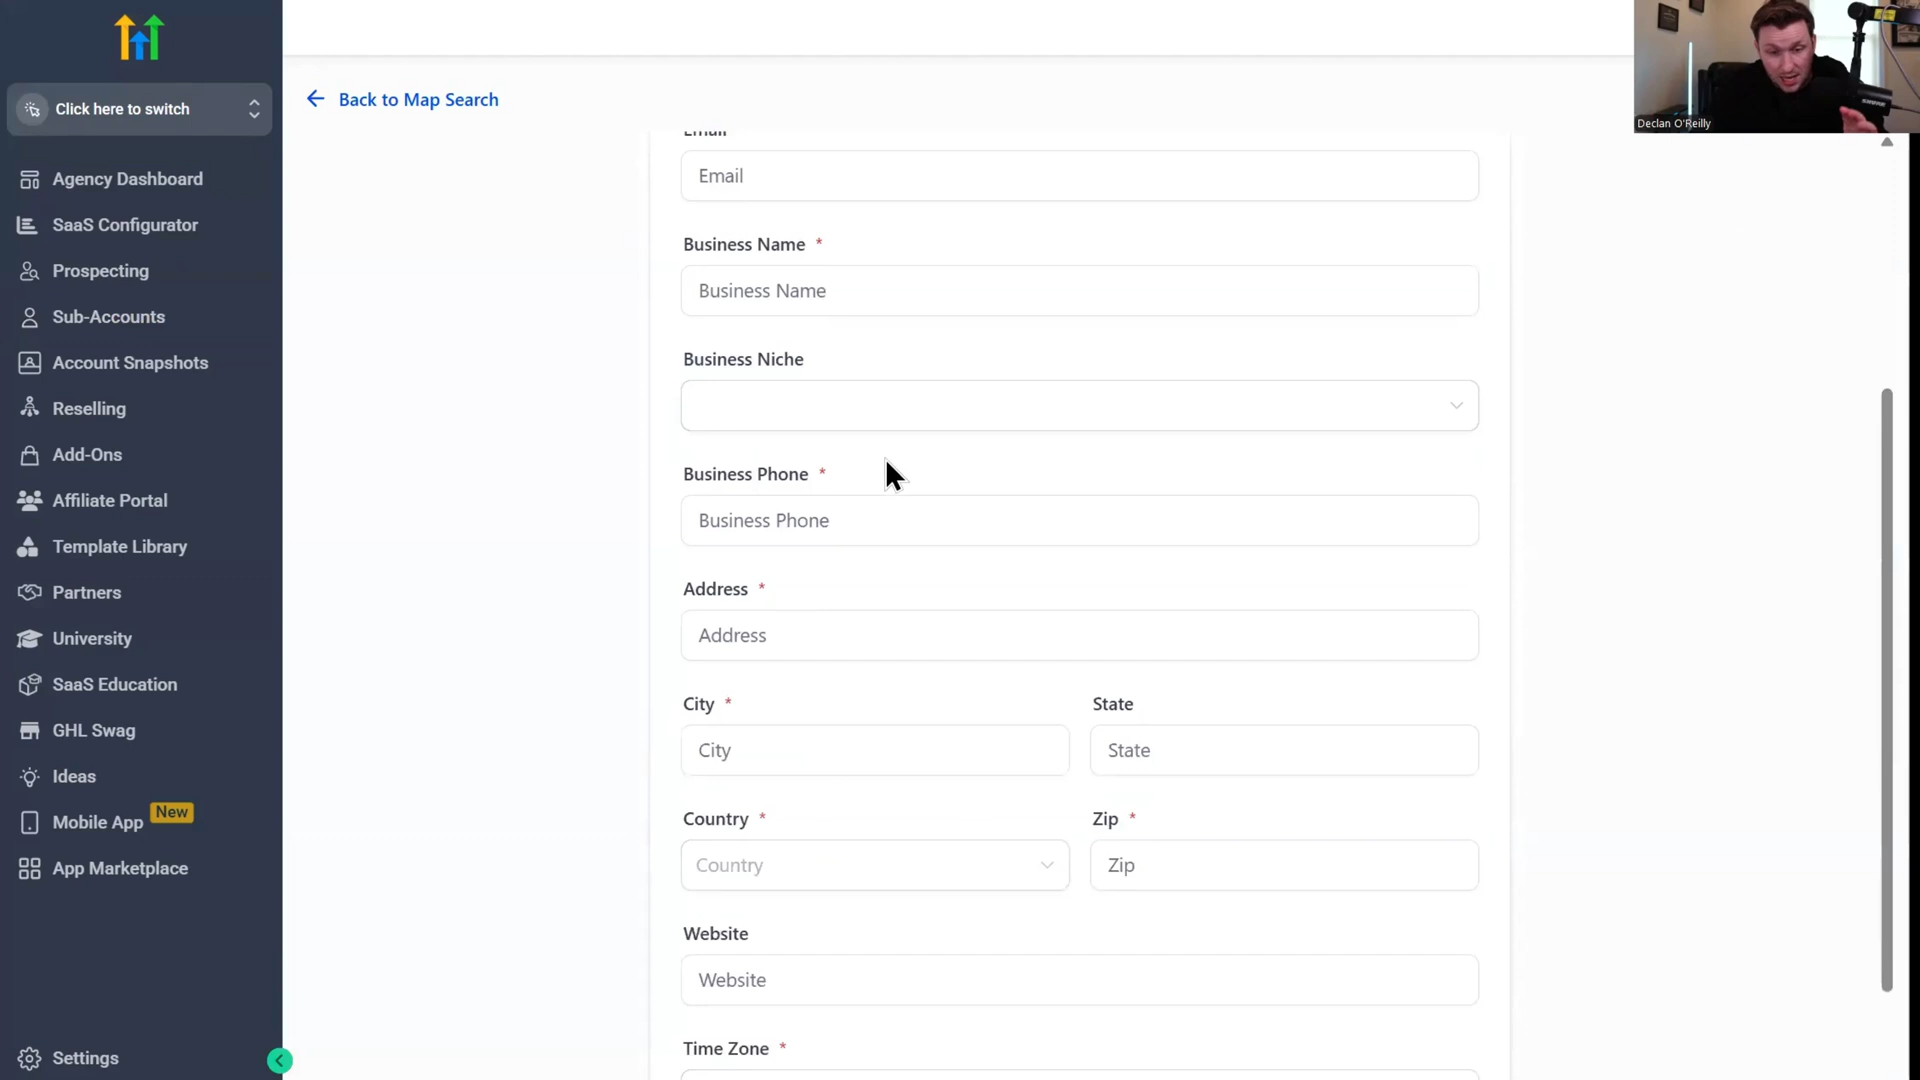 Click here to switch
Agency Dashboard
SaaS Configurator
Prospecting
Sub-Accounts
Account Snapshots
Reselling
Add-Ons
Affiliate Portal
Template Library
Partners
University
SaaS Education
GHL Swag
Ideas
Mobile App New
App Marketplace
Settings
Back to Map Search
Email
Email
Business Name *
Business Name
Business Niche
Business Phone *
Business Phone
Address *
Address
City * State
City State
Country * Zip *
Country Zip
Website
Website
Time Zone *
SHURE
Declan O'Reilly